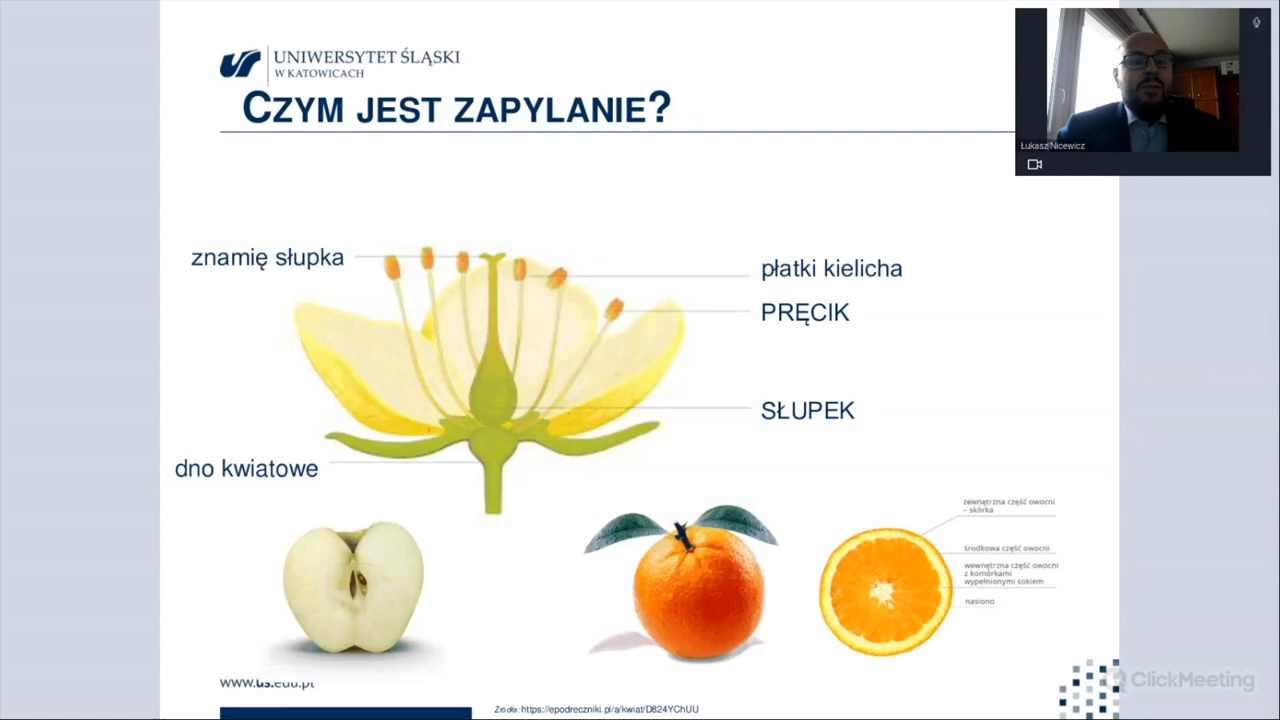 UNIWERSYTET ŚLĄSKI
W KATOWICACH
CZYM JEST ZAPYLANIE?
Łukasz Nicewicz
znamię słupka
płatki kielicha
PRĘCIK
SŁUPEK
dno kwiatowe
zewnętrzna część owocni
– skórka
środkowa część owocni
wewnętrzna część owocni
z komórkami
wypełnionymi sokiem
nasiono
www.us.edu.pl
ClickMeeting
Źródła: https://epodreczniki.pl/a/kwiat/D824YChUU